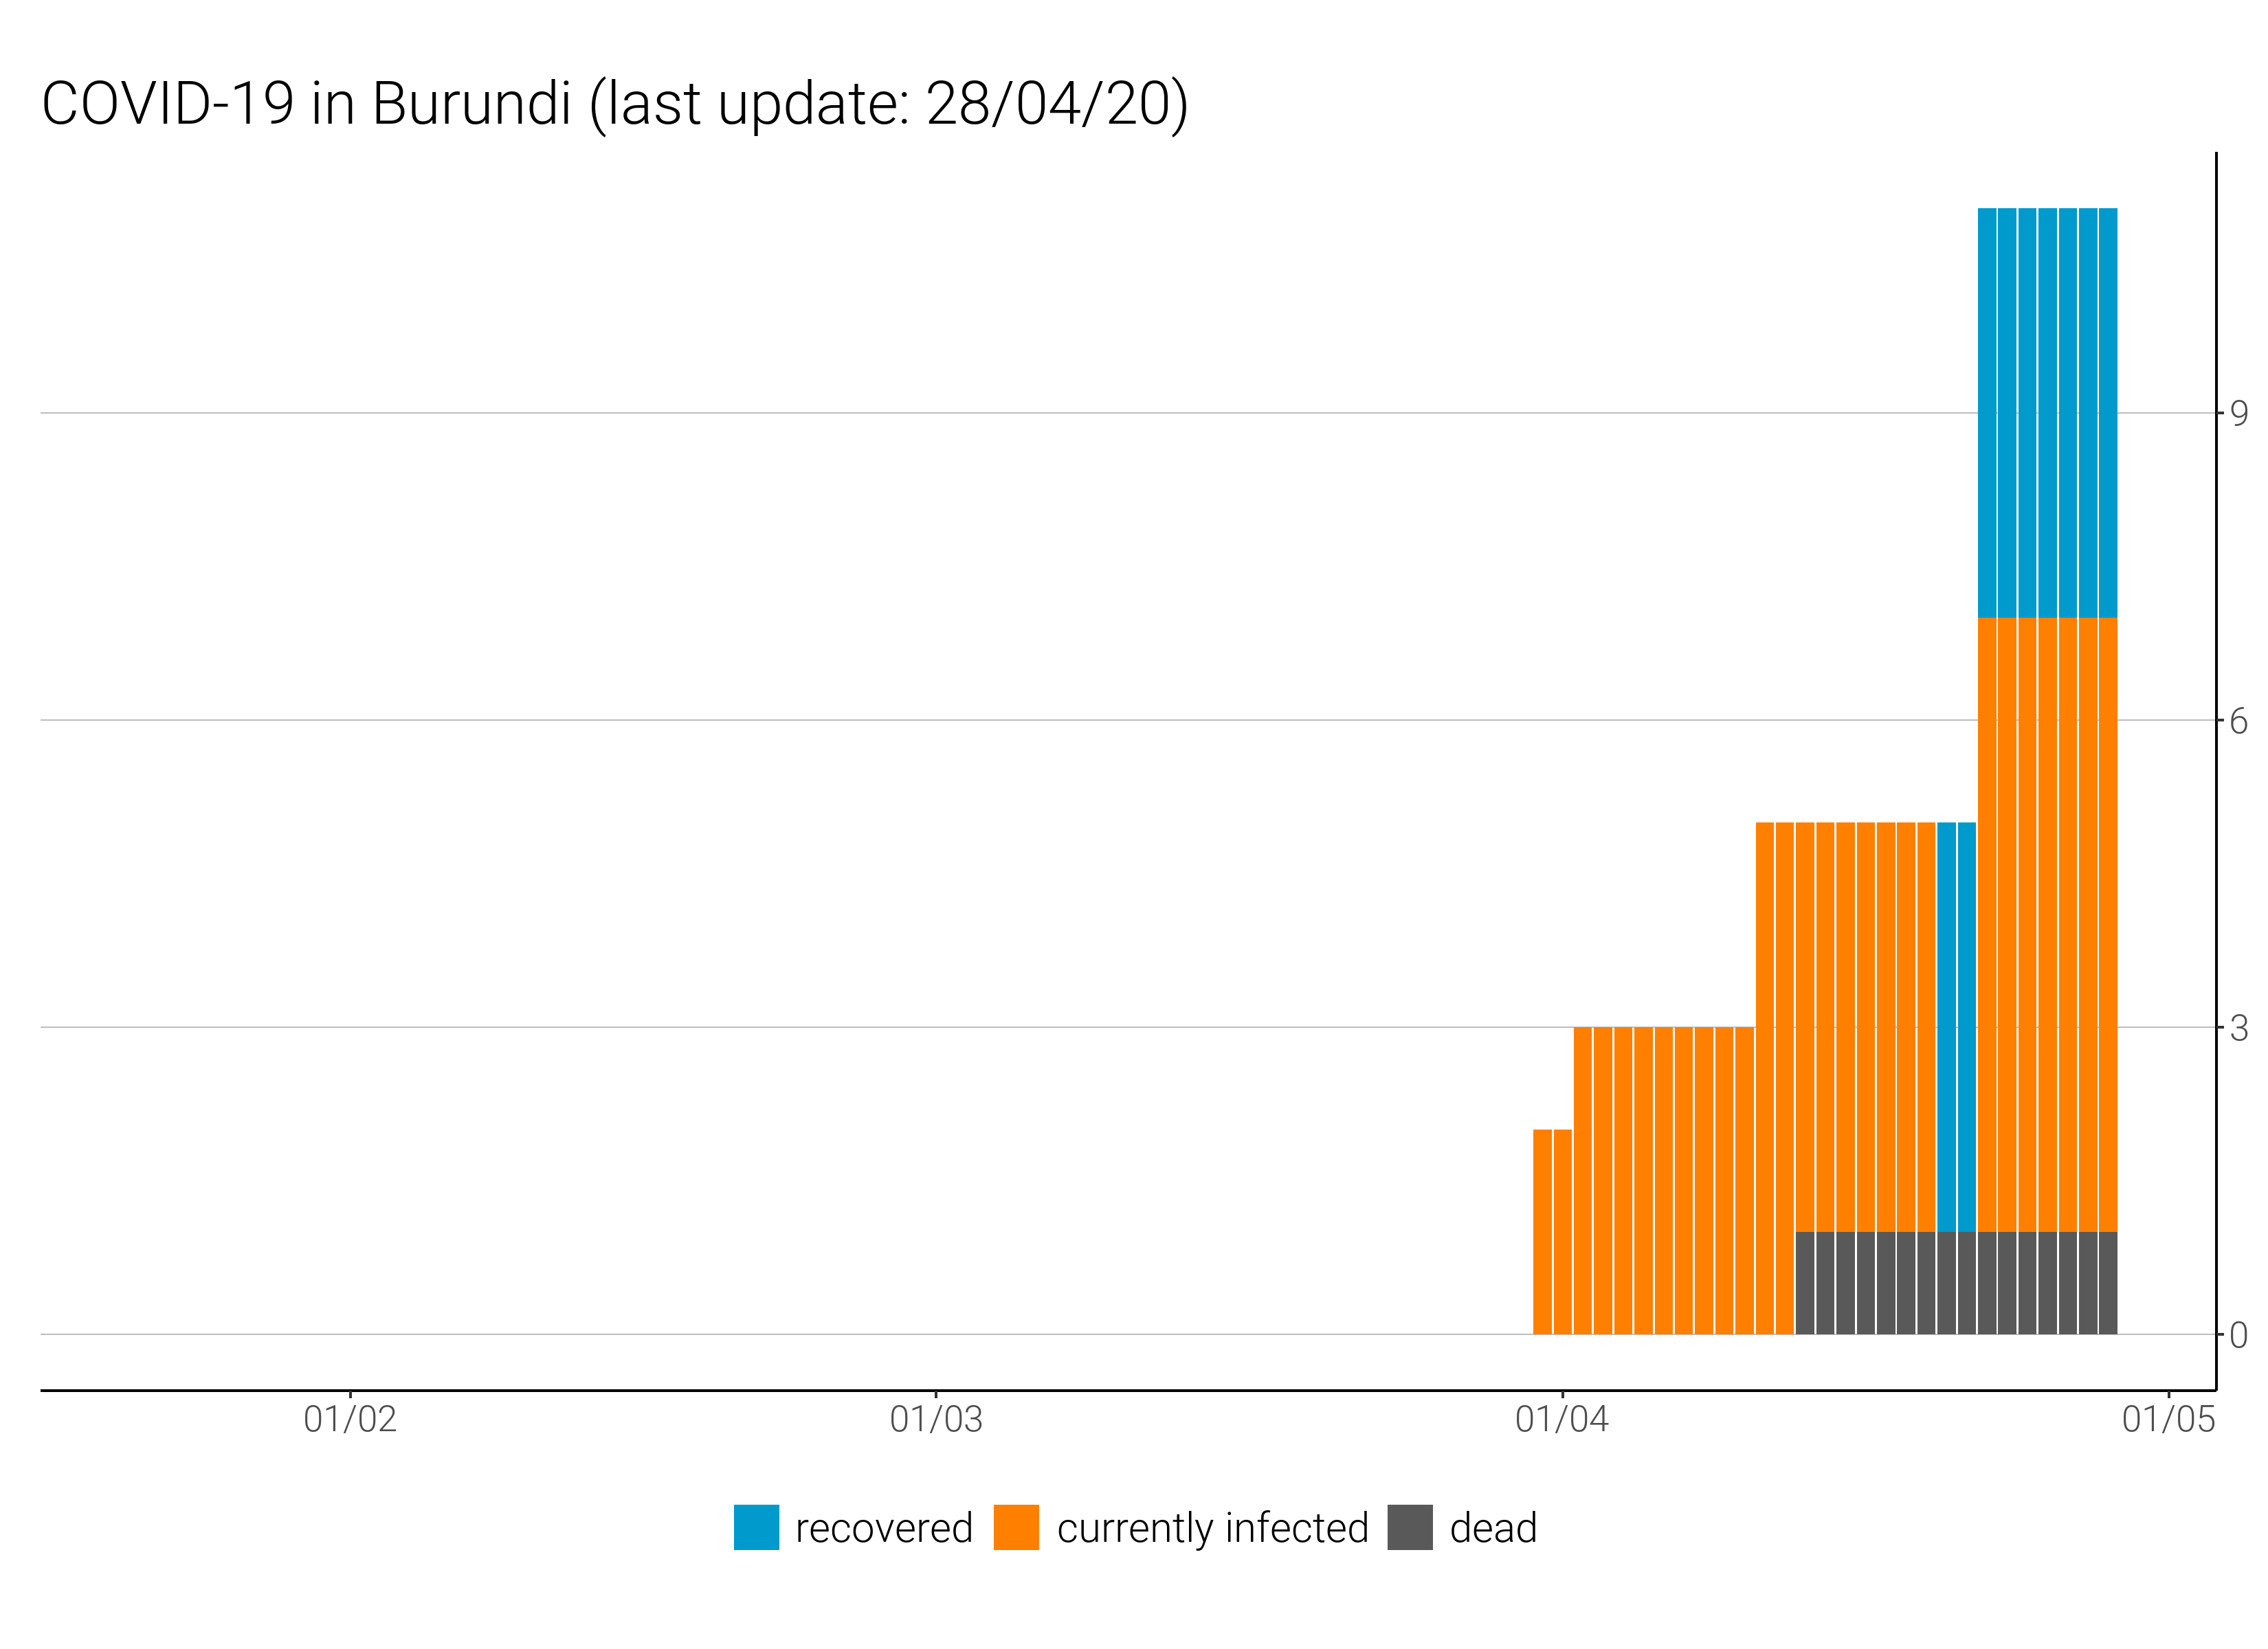 COVID-19 in Burundi (last update: 28/04/20)
9
6
3
0
01/02 01/03 01/04 01/05
recovered currently infected dead